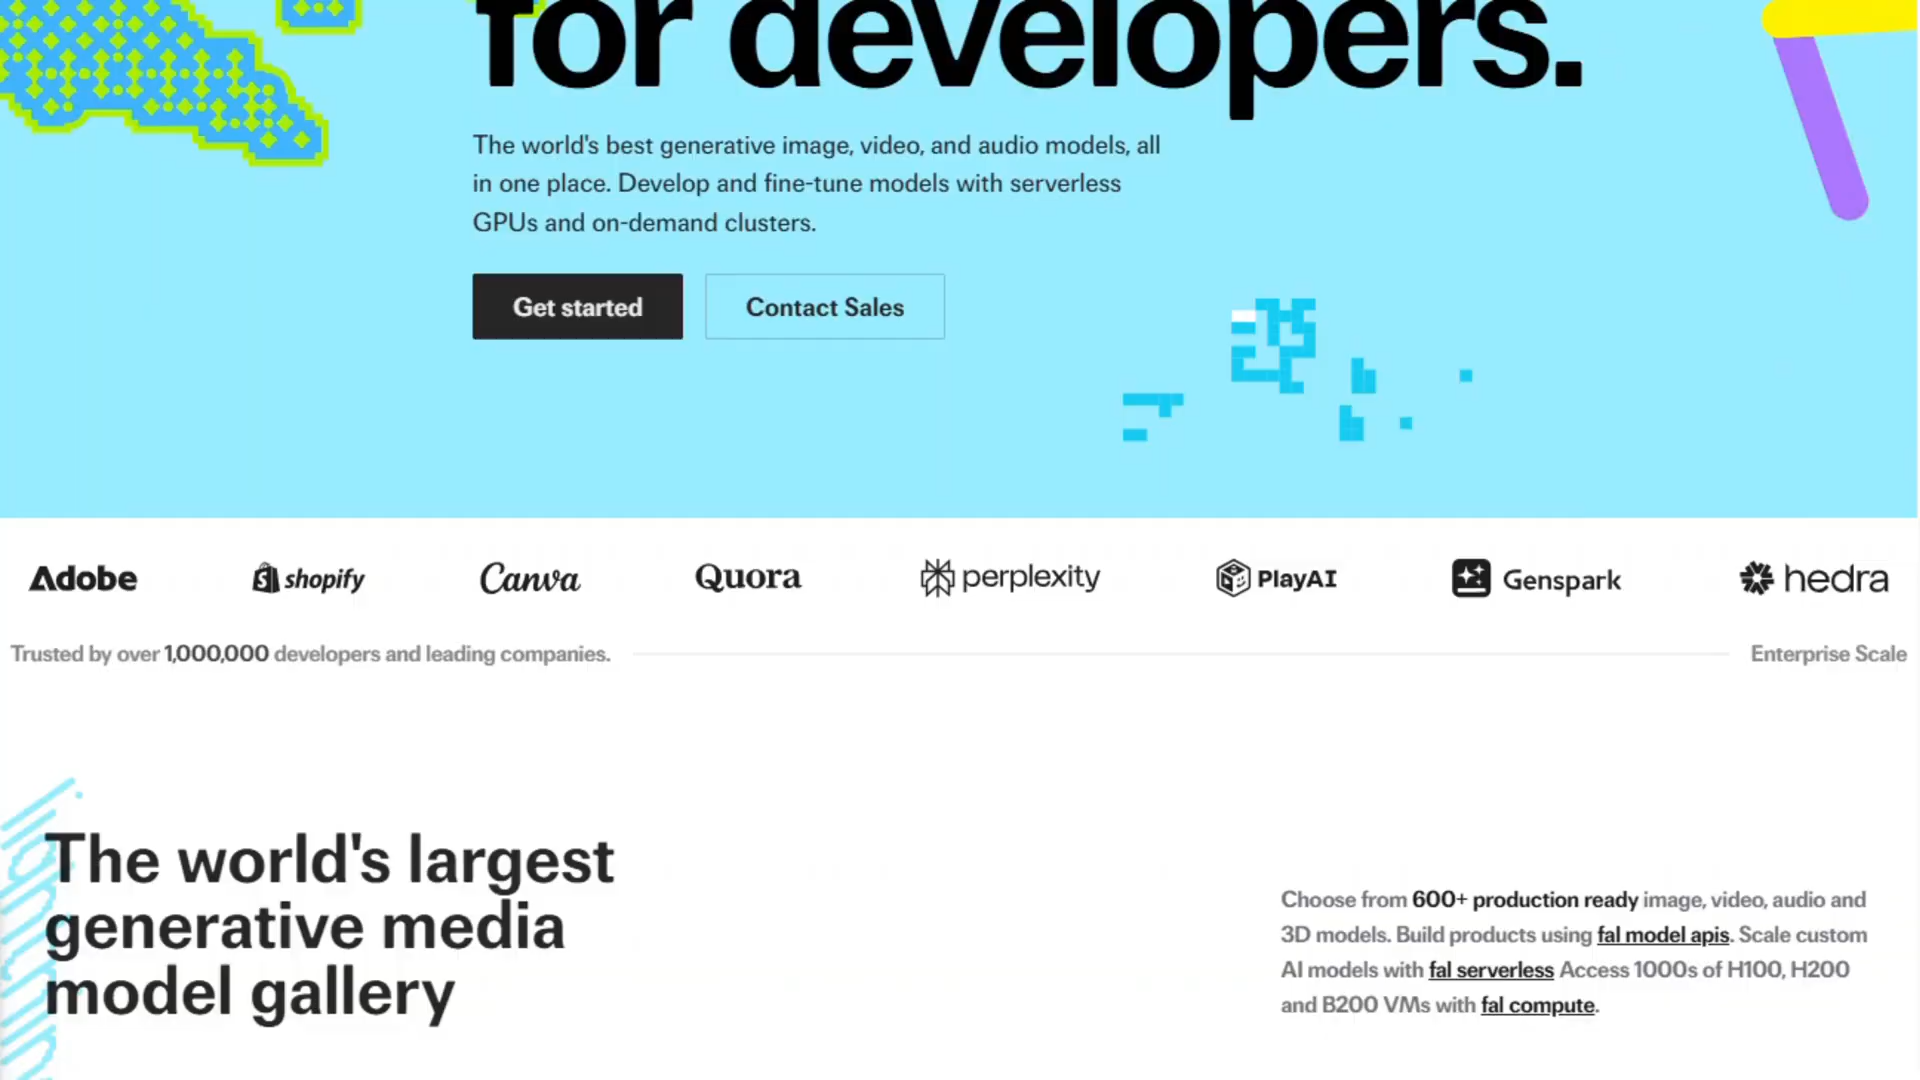 for developers.
The world's best generative image, video, and audio models, all
in one place. Develop and fine-tune models with serverless
GPUs and on-demand clusters.
Get started
Contact Sales
Adobe
shopify
Canva
Quora
perplexity
PlayAI
Genspark
hedra
Trusted by over 1,000,000 developers and leading companies.
Enterprise Scale
The world's largest
generative media
model gallery
Choose from 600+ production ready image, video, audio and
3D models. Build products using fal model apis. Scale custom
AI models with fal serverless Access 1000s of H100, H200
and B200 VMs with fal compute.